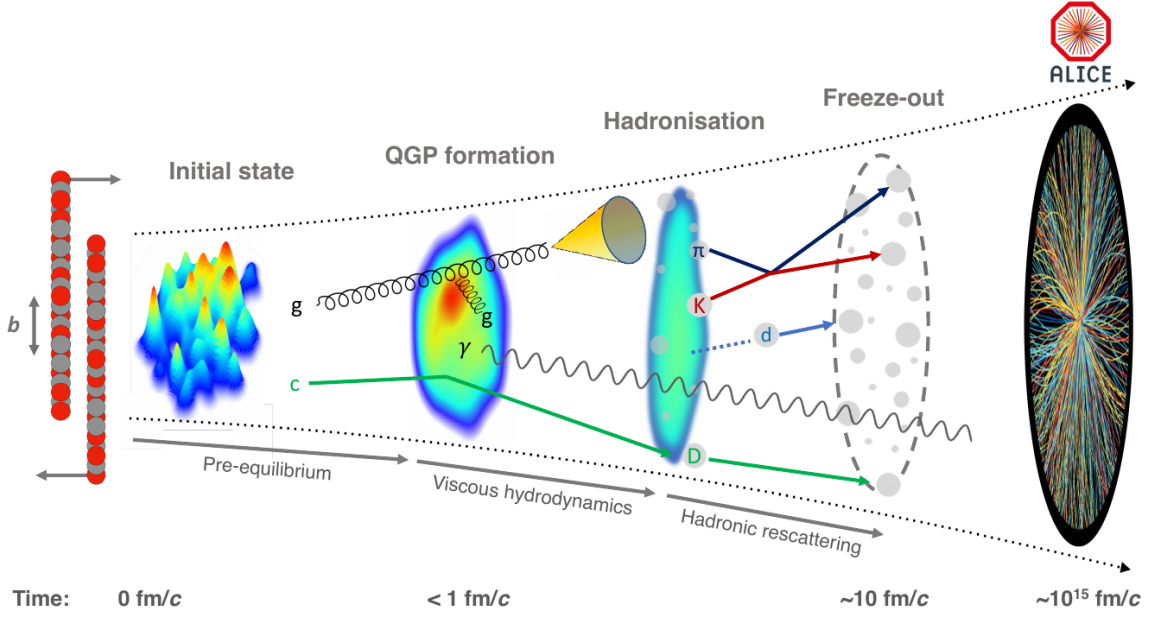 ALICE
Freeze-out
Hadronisation
QGP formation
Initial state
b
g
g
γ
c
π
K
d
D
Pre-equilibrium
Viscous hydrodynamics
Hadronic rescattering
Time: 0 fm/c < 1 fm/c ~10 fm/c ~10¹⁵ fm/c